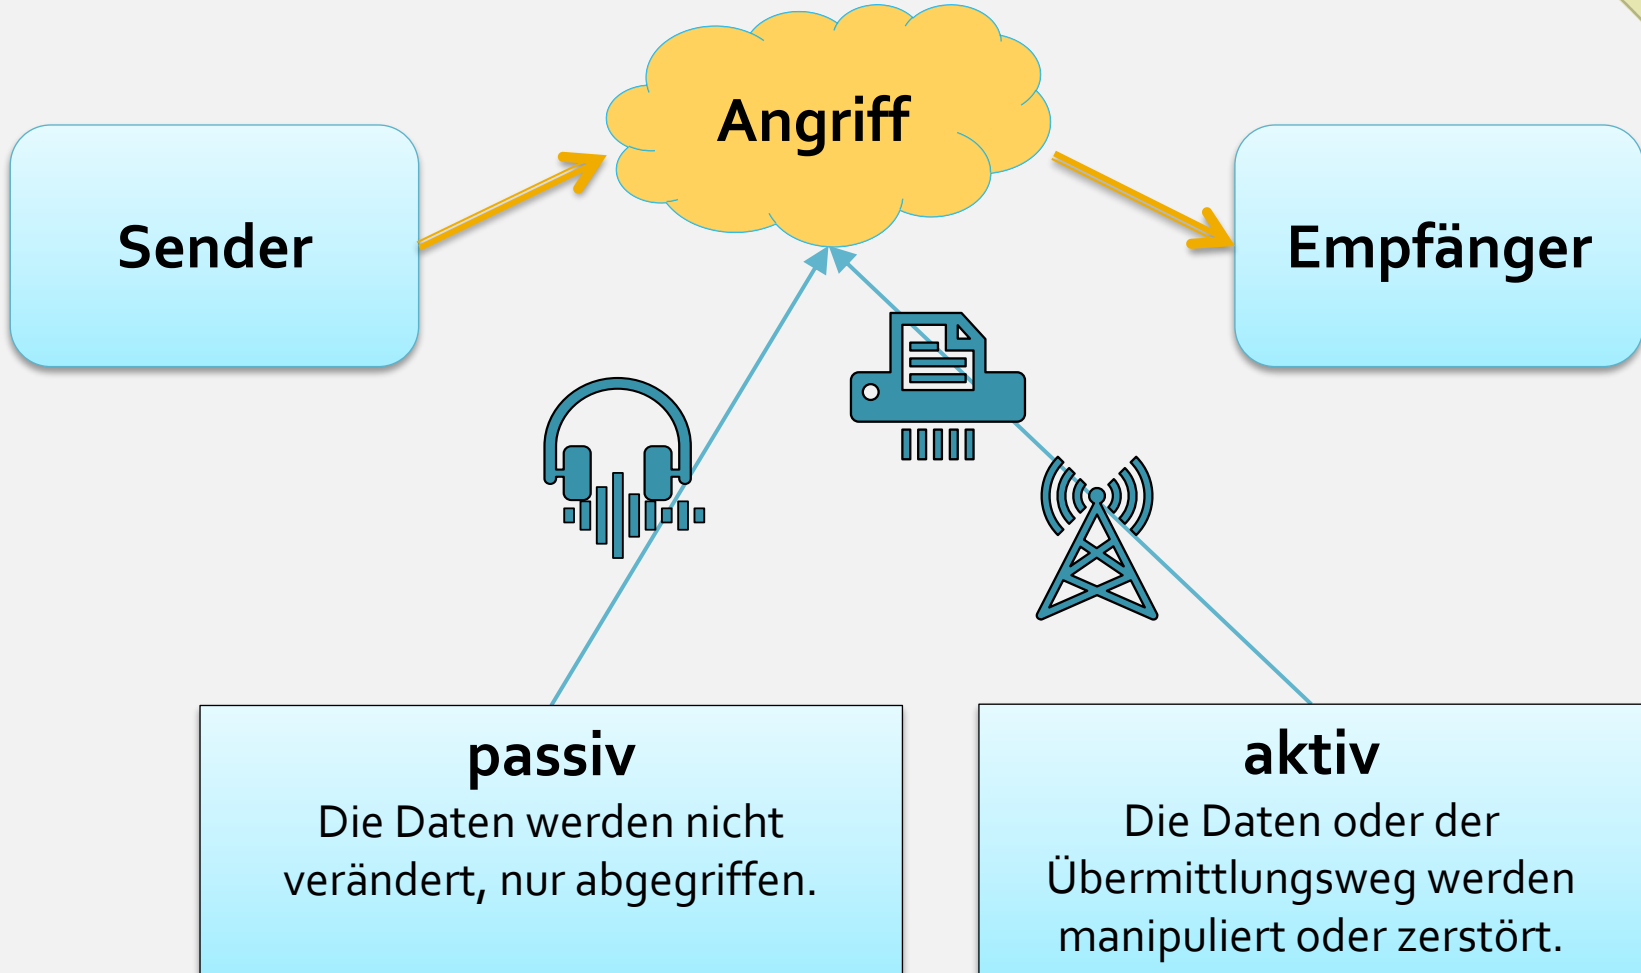 Angriff
Sender
Empfänger
passiv
Die Daten werden nicht
verändert, nur abgegriffen.
aktiv
Die Daten oder der
Übermittlungsweg werden
manipuliert oder zerstört.